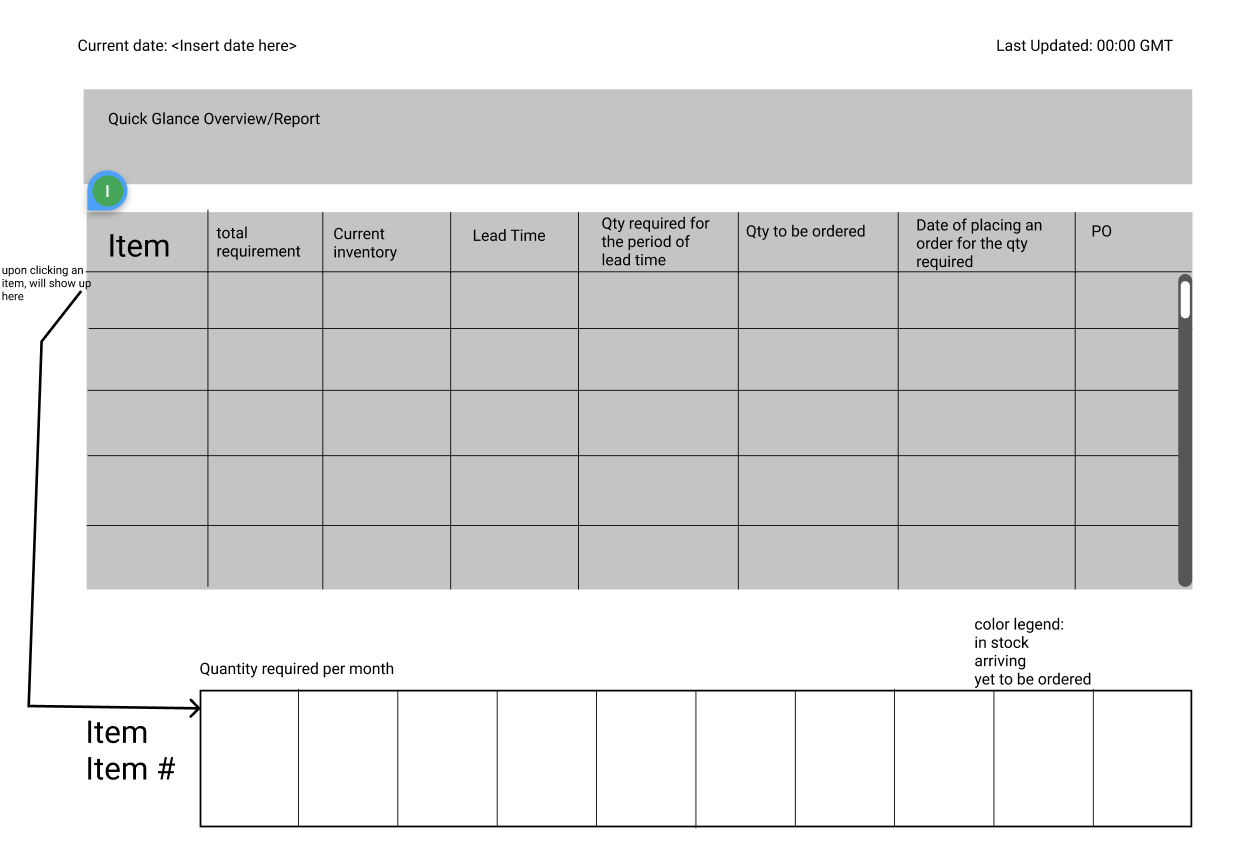 Current date: <Insert date here>
Last Updated: 00:00 GMT
Quick Glance Overview/Report
I
Item
total
requirement
Current
inventory
Lead Time
Qty required for
the period of
lead time
Qty to be ordered
Date of placing an
order for the qty
required
PO
upon clicking an
item, will show up
here
color legend:
in stock
arriving
yet to be ordered
Quantity required per month
Item
Item #